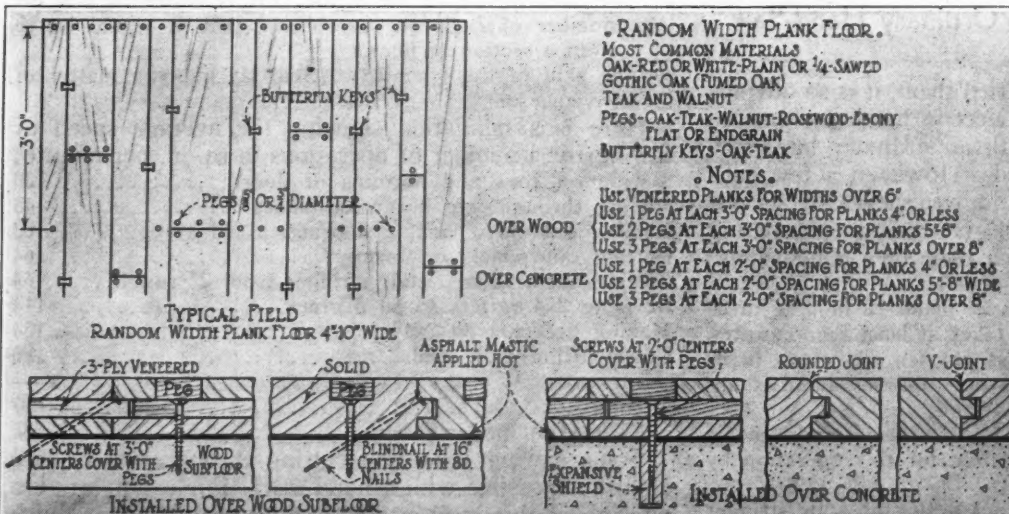 3'-0"
BUTTERFLY KEYS
PEGS 5/8" OR 3/4" DIAMETER
TYPICAL FIELD
RANDOM WIDTH PLANK FLOOR 4"-10" WIDE
. RANDOM WIDTH PLANK FLOOR .
MOST COMMON MATERIALS
OAK-RED OR WHITE-PLAIN OR 1/4-SAWED
GOTHIC OAK (FUMED OAK)
TEAK AND WALNUT
PEGS-OAK-TEAK-WALNUT-ROSEWOOD-EBONY
FLAT OR ENDGRAIN
BUTTERFLY KEYS-OAK-TEAK
. NOTES .
USE VENEERED PLANKS FOR WIDTHS OVER 6"
OVER WOOD
USE 1 PEG AT EACH 3'-0" SPACING FOR PLANKS 4" OR LESS
USE 2 PEGS AT EACH 3'-0" SPACING FOR PLANKS 5"-8"
USE 3 PEGS AT EACH 3'-0" SPACING FOR PLANKS OVER 8"
OVER CONCRETE
USE 1 PEG AT EACH 2'-0" SPACING FOR PLANKS 4" OR LESS
USE 2 PEGS AT EACH 2'-0" SPACING FOR PLANKS 5"-8" WIDE
USE 3 PEGS AT EACH 2'-0" SPACING FOR PLANKS OVER 8"
3-PLY VENEERED
PEG
SCREWS AT 3'-0"
CENTERS COVER WITH
PEGS
WOOD
SUBFLOOR
SOLID
PEG
BLINDNAIL AT 16"
CENTERS WITH 8D.
NAILS
INSTALLED OVER WOOD SUBFLOOR
ASPHALT MASTIC
APPLIED HOT
SCREWS AT 2'-0" CENTERS
COVER WITH PEGS
EXPANSIVE
SHIELD
ROUNDED JOINT
V-JOINT
INSTALLED OVER CONCRETE